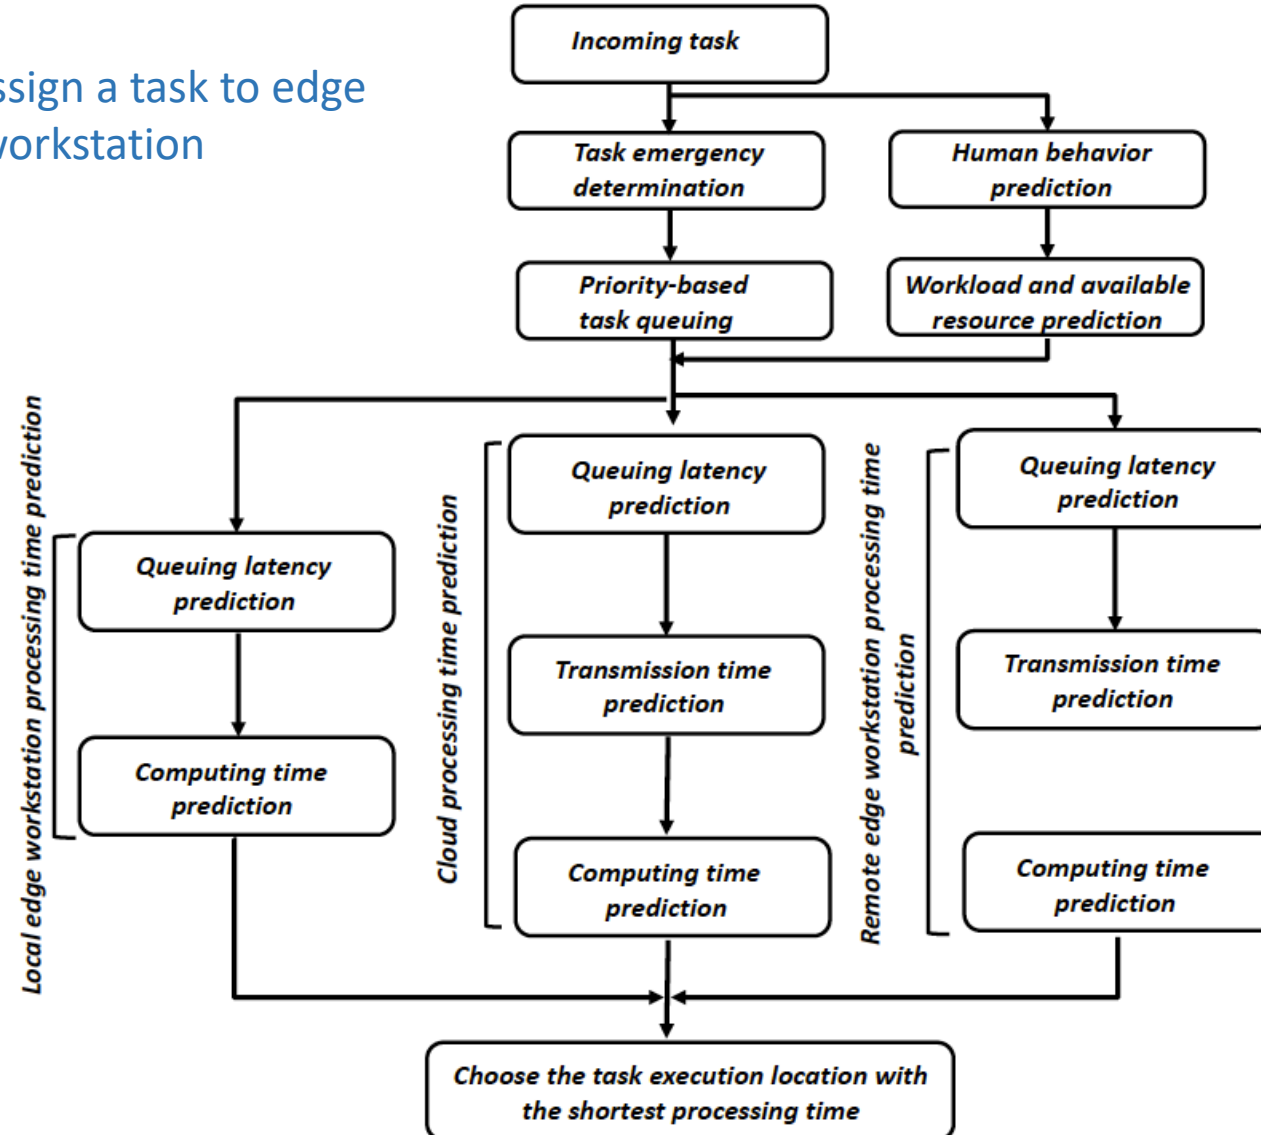 ssign a task to edge
workstation
Incoming task
Task emergency
determination
Human behavior
prediction
Priority-based
task queuing
Workload and available
resource prediction
Local edge workstation processing time prediction
Queuing latency
prediction
Computing time
prediction
Cloud processing time prediction
Queuing latency
prediction
Transmission time
prediction
Computing time
prediction
Remote edge workstation processing time
prediction
Queuing latency
prediction
Transmission time
prediction
Computing time
prediction
Choose the task execution location with
the shortest processing time